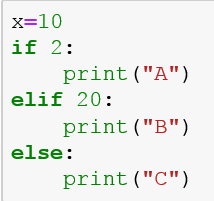 x=10
if 2:
    print("A")
elif 20:
    print("B")
else:
    print("C")